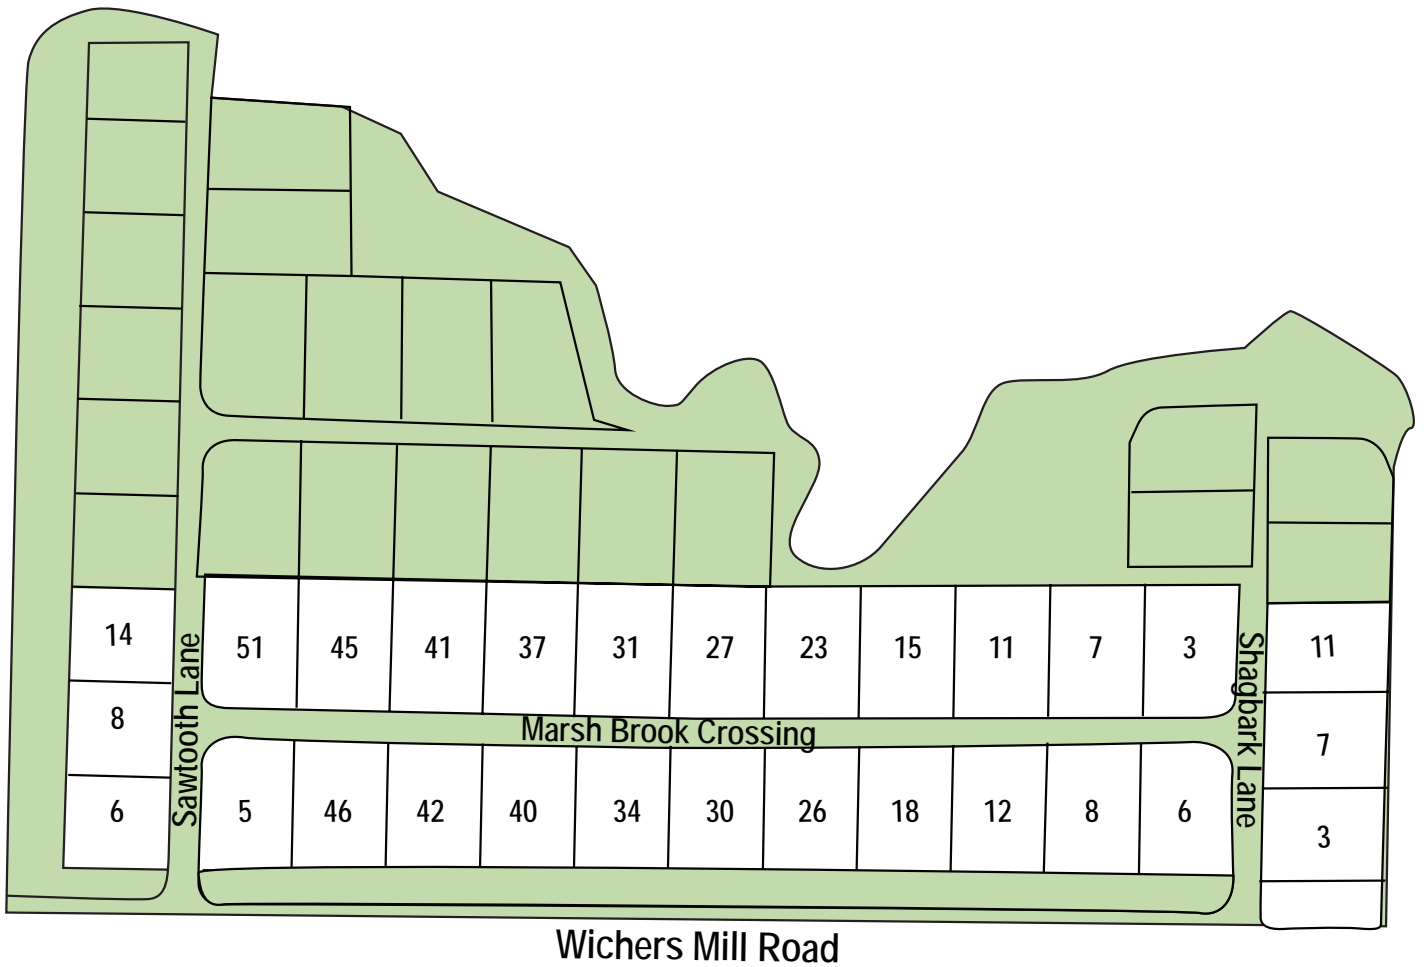 14
51 45 41 37 31 27 23 15 11 7 3
11
Sawtooth Lane
Shagbark Lane
8
Marsh Brook Crossing
7
6
5 46 42 40 34 30 26 18 12 8 6
3
Wichers Mill Road